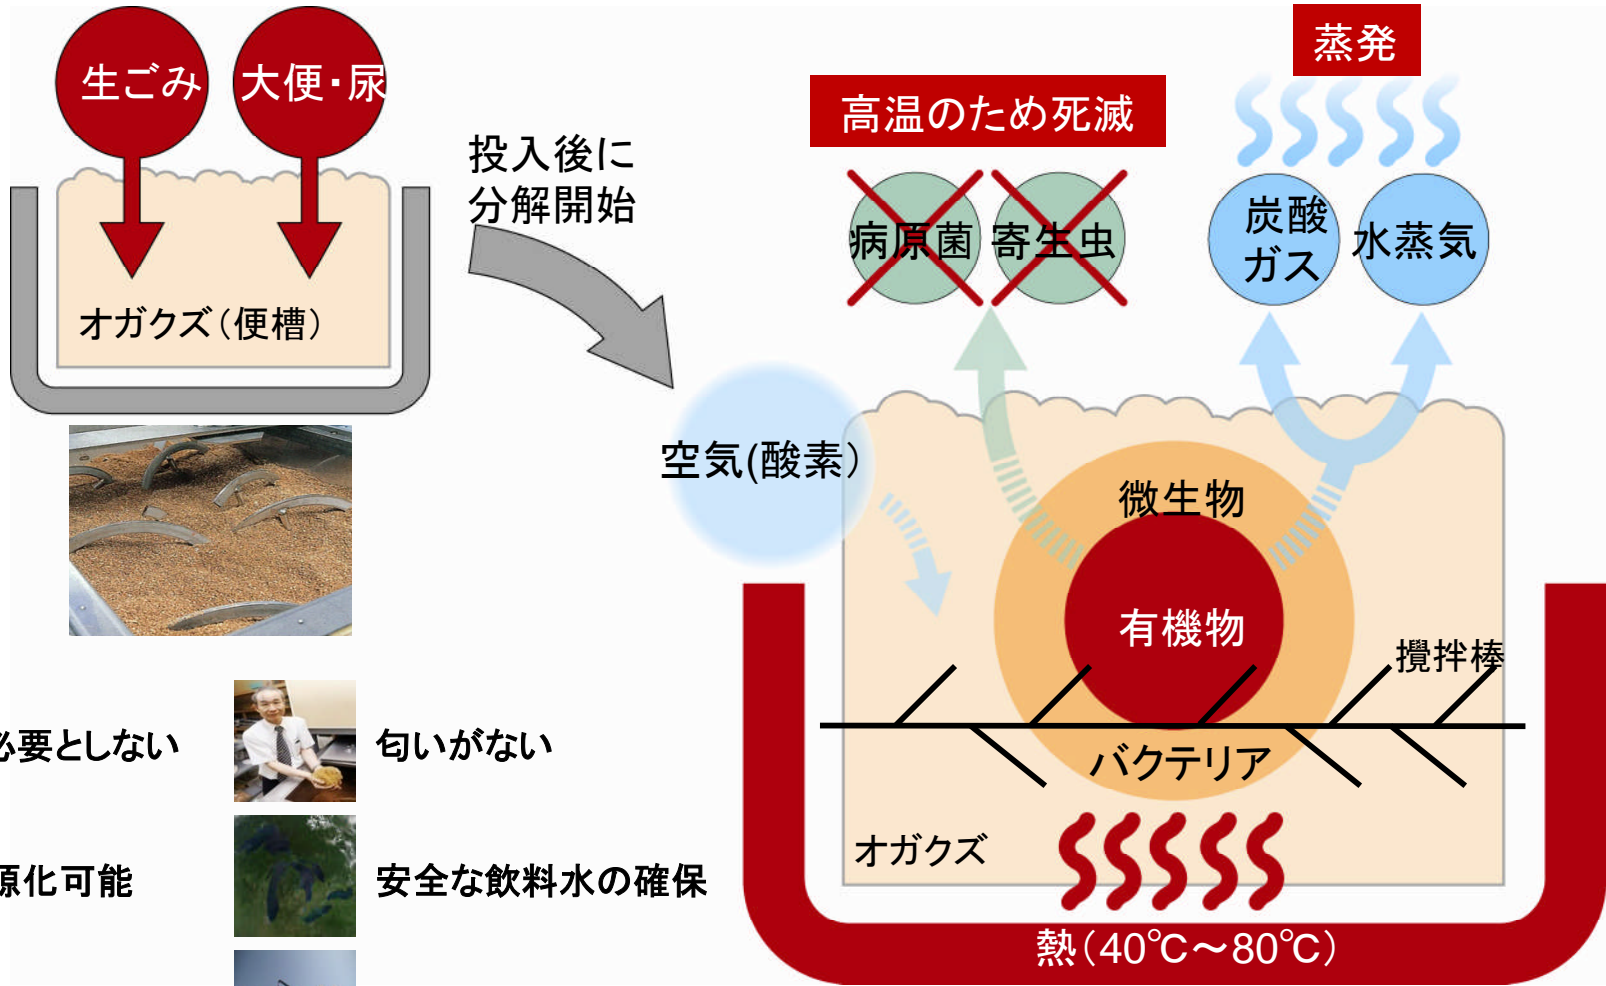 生ごみ
大便・尿
オガクズ（便槽）
投入後に
分解開始
高温のため死滅
病原菌
寄生虫
蒸発
炭酸
ガス
水蒸気
空気(酸素）
微生物
有機物
攪拌棒
バクテリア
オガクズ
熱（40℃～80℃）
必要としない
匂いがない
源化可能
安全な飲料水の確保